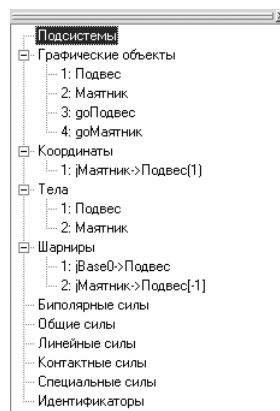 Подсистемы
Графические объекты
1: Подвес
2: Маятник
3: goПодвес
4: goМаятник
Координаты
1: jМаятник->Подвес(1)
Тела
1: Подвес
2: Маятник
Шарниры
1: jBase0->Подвес
2: jМаятник->Подвес[-1]
Биполярные силы
Общие силы
Линейные силы
Контактные силы
Специальные силы
Идентификаторы